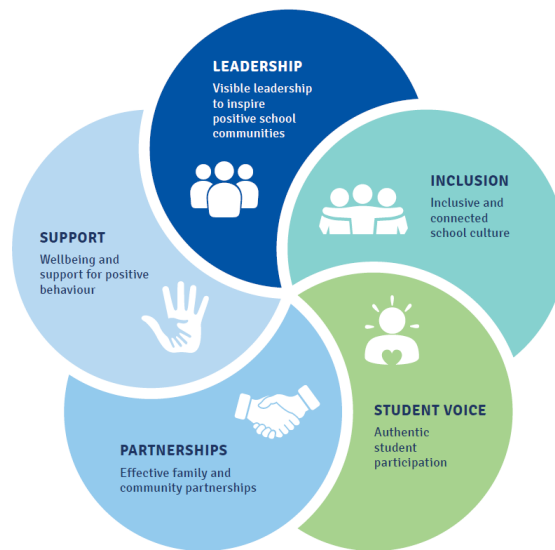 LEADERSHIP
Visible leadership
to inspire
positive school
communities
INCLUSION
Inclusive and
connected
school culture
STUDENT VOICE
Authentic
student
participation
PARTNERSHIPS
Effective family and
community partnerships
SUPPORT
Wellbeing and
support for positive
behaviour